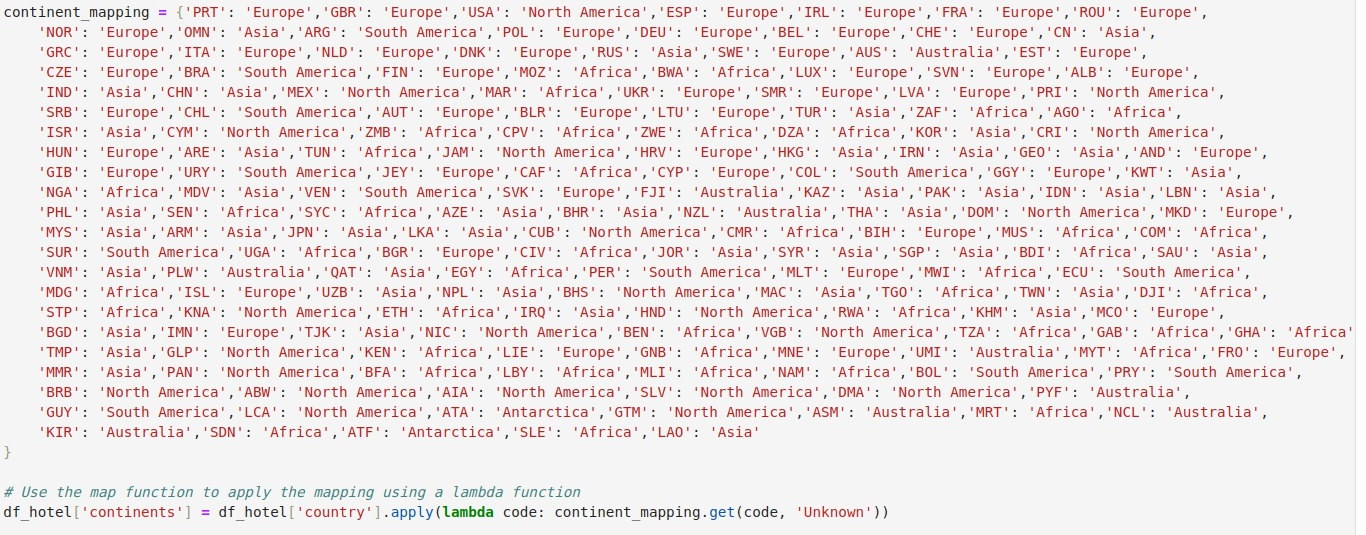 continent_mapping = {'PRT': 'Europe','GBR': 'Europe','USA': 'North America','ESP': 'Europe','IRL': 'Europe','FRA': 'Europe','ROU': 'Europe',
'NOR': 'Europe','OMN': 'Asia','ARG': 'South America','POL': 'Europe','DEU': 'Europe','BEL': 'Europe','CHE': 'Europe','CN': 'Asia',
'GRC': 'Europe','ITA': 'Europe','NLD': 'Europe','DNK': 'Europe','RUS': 'Asia','SWE': 'Europe','AUS': 'Australia','EST': 'Europe',
'CZE': 'Europe','BRA': 'South America','FIN': 'Europe','MOZ': 'Africa','BWA': 'Africa','LUX': 'Europe','SVN': 'Europe','ALB': 'Europe',
'IND': 'Asia','CHN': 'Asia','MEX': 'North America','MAR': 'Africa','UKR': 'Europe','SMR': 'Europe','LVA': 'Europe','PRI': 'North America',
'SRB': 'Europe','CHL': 'South America','AUT': 'Europe','BLR': 'Europe','LTU': 'Europe','TUR': 'Asia','ZAF': 'Africa','AGO': 'Africa',
'ISR': 'Asia','CYM': 'North America','ZMB': 'Africa','CPV': 'Africa','ZWE': 'Africa','DZA': 'Africa','KOR': 'Asia','CRI': 'North America',
'HUN': 'Europe','ARE': 'Asia','TUN': 'Africa','JAM': 'North America','HRV': 'Europe','HKG': 'Asia','IRN': 'Asia','GEO': 'Asia','AND': 'Europe',
'GIB': 'Europe','URY': 'South America','JEY': 'Europe','CAF': 'Africa','CYP': 'Europe','COL': 'South America','GGY': 'Europe','KWT': 'Asia',
'NGA': 'Africa','MDV': 'Asia','VEN': 'South America','SVK': 'Europe','FJI': 'Australia','KAZ': 'Asia','PAK': 'Asia','IDN': 'Asia','LBN': 'Asia',
'PHL': 'Asia','SEN': 'Africa','SYC': 'Africa','AZE': 'Asia','BHR': 'Asia','NZL': 'Australia','THA': 'Asia','DOM': 'North America','MKD': 'Europe',
'MYS': 'Asia','ARM': 'Asia','JPN': 'Asia','LKA': 'Asia','CUB': 'North America','CMR': 'Africa','BIH': 'Europe','MUS': 'Africa','COM': 'Africa',
'SUR': 'South America','UGA': 'Africa','BGR': 'Europe','CIV': 'Africa','JOR': 'Asia','SYR': 'Asia','SGP': 'Asia','BDI': 'Africa','SAU': 'Asia',
'VNM': 'Asia','PLW': 'Australia','QAT': 'Asia','EGY': 'Africa','PER': 'South America','MLT': 'Europe','MWI': 'Africa','ECU': 'South America',
'MDG': 'Africa','ISL': 'Europe','UZB': 'Asia','NPL': 'Asia','BHS': 'North America','MAC': 'Asia','TGO': 'Africa','TWN': 'Asia','DJI': 'Africa',
'STP': 'Africa','KNA': 'North America','ETH': 'Africa','IRQ': 'Asia','HND': 'North America','RWA': 'Africa','KHM': 'Asia','MCO': 'Europe',
'BGD': 'Asia','IMN': 'Europe','TJK': 'Asia','NIC': 'North America','BEN': 'Africa','VGB': 'North America','TZA': 'Africa','GAB': 'Africa','GHA': 'Africa'
'TMP': 'Asia','GLP': 'North America','KEN': 'Africa','LIE': 'Europe','GNB': 'Africa','MNE': 'Europe','UMI': 'Australia','MYT': 'Africa','FRO': 'Europe',
'MMR': 'Asia','PAN': 'North America','BFA': 'Africa','LBY': 'Africa','MLI': 'Africa','NAM': 'Africa','BOL': 'South America','PRY': 'South America',
'BRB': 'North America','ABW': 'North America','AIA': 'North America','SLV': 'North America','DMA': 'North America','PYF': 'Australia',
'GUY': 'South America','LCA': 'North America','ATA': 'Antarctica','GTM': 'North America','ASM': 'Australia','MRT': 'Africa','NCL': 'Australia',
'KIR': 'Australia','SDN': 'Africa','ATF': 'Antarctica','SLE': 'Africa','LAO': 'Asia'
}
# Use the map function to apply the mapping using a lambda function
df_hotel['continents'] = df_hotel['country'].apply(lambda code: continent_mapping.get(code, 'Unknown'))